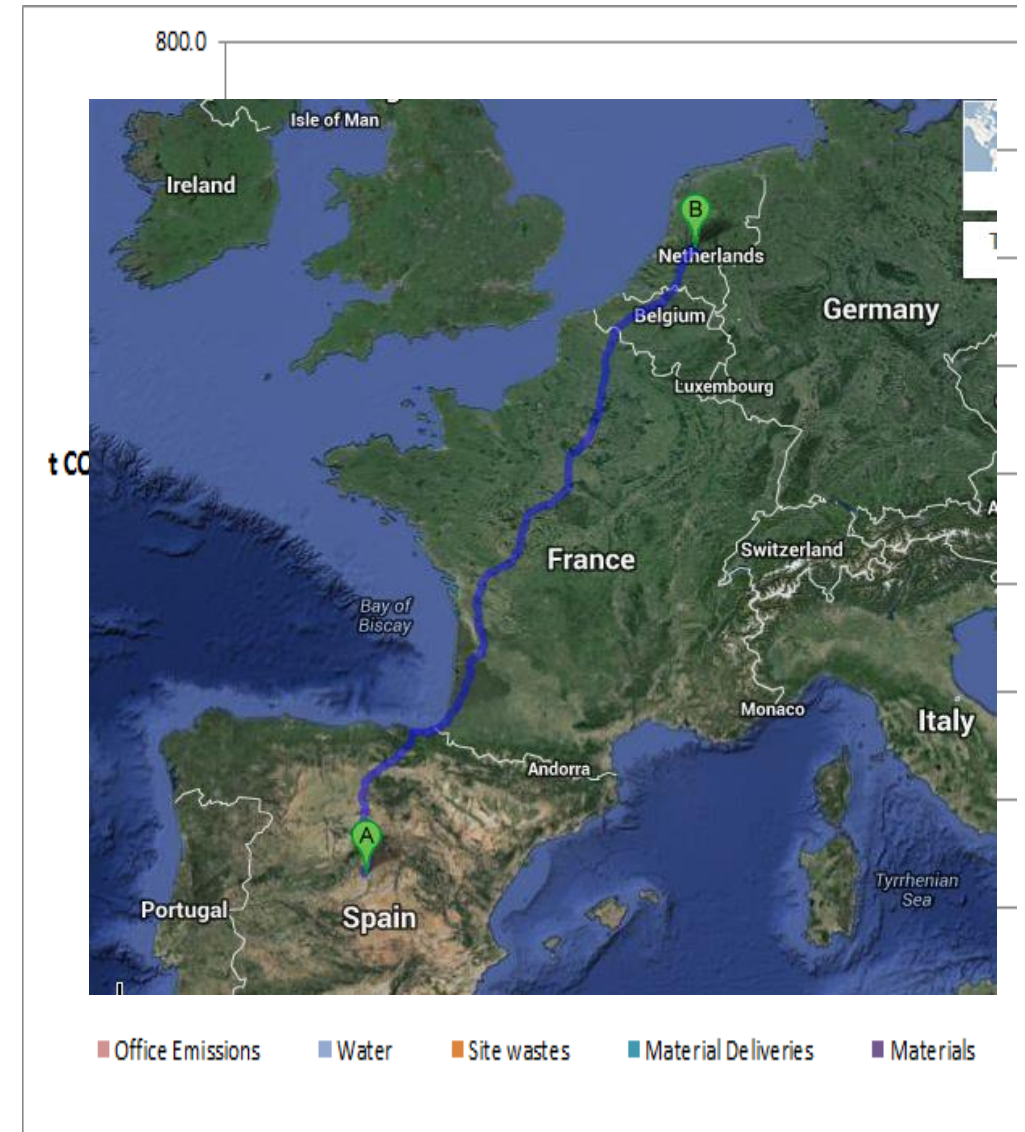 800.0
Isle of Man
Ireland
B
Netherlands
Belgium
Germany
Luxembourg
t CO
France
Switzerland
Bay of
Biscay
Monaco
Italy
Andorra
A
Tyrrhenian
Sea
Portugal
Spain
Office Emissions
Water
Site wastes
Material Deliveries
Materials